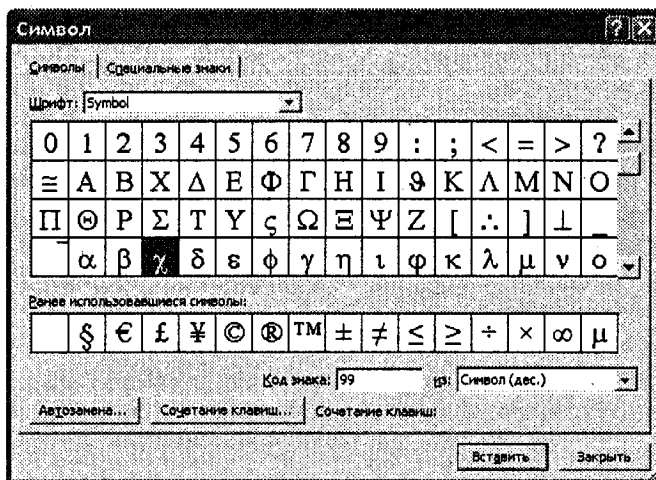 Символ
Символы Специальные знаки
Шрифт: Symbol
0 1 2 3 4 5 6 7 8 9 : ; < = > ?
≅ Α Β Χ Δ Ε Φ Γ Η Ι ϑ Κ Λ Μ Ν Ο
Π Θ Ρ Σ Τ Υ ς Ω Ξ Ψ Ζ [ ∴ ] ⊥ _
‾ α β χ δ ε ϕ γ η ι φ κ λ μ ν ο
Ранее использовавшиеся символы:
§ € £ ¥ © ® ™ ± ≠ ≤ ≥ ÷ × ∞ µ
Код знака: 99 из: Символ (дес.)
Автозамена... Сочетание клавиш... Сочетание клавиш:
Вставить Закрыть